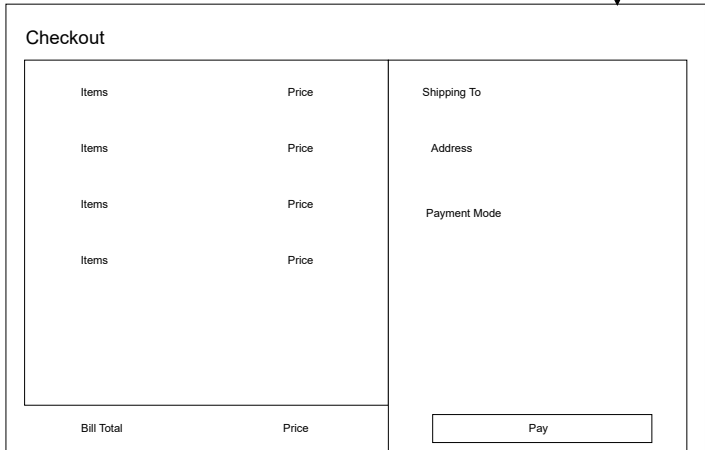 Checkout
Items Price
Items Price
Items Price
Items Price
Bill Total Price
Shipping To
Address
Payment Mode
Pay